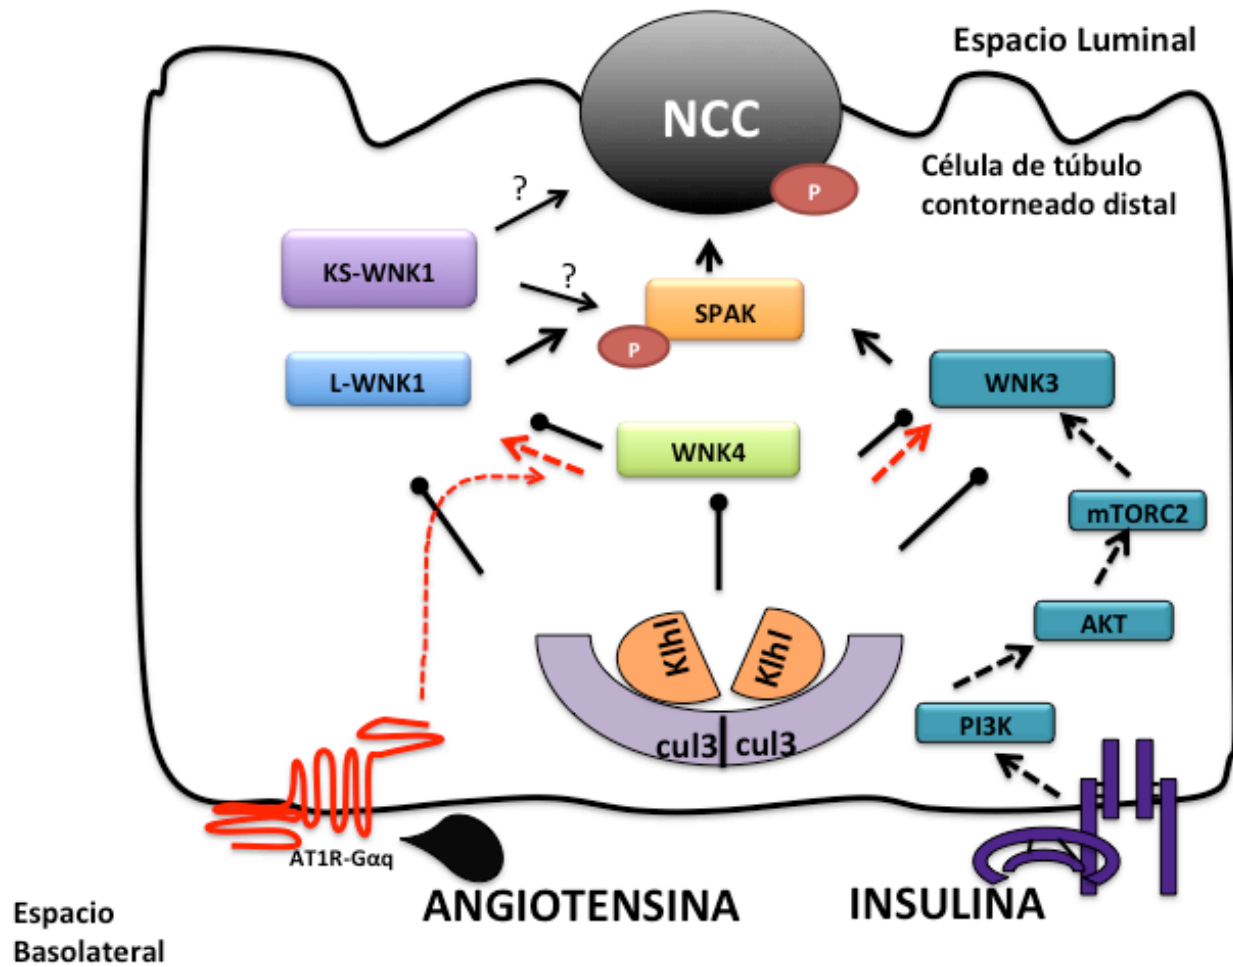 Espacio Luminal
NCC
Célula de túbulo
contorneado distal
P
?
KS-WNK1
?
SPAK
P
L-WNK1
WNK3
WNK4
mTORC2
AKT
Klhl
Klhl
PI3K
cul3
cul3
AT1R-Gαq
ANGIOTENSINA
INSULINA
Espacio
Basolateral